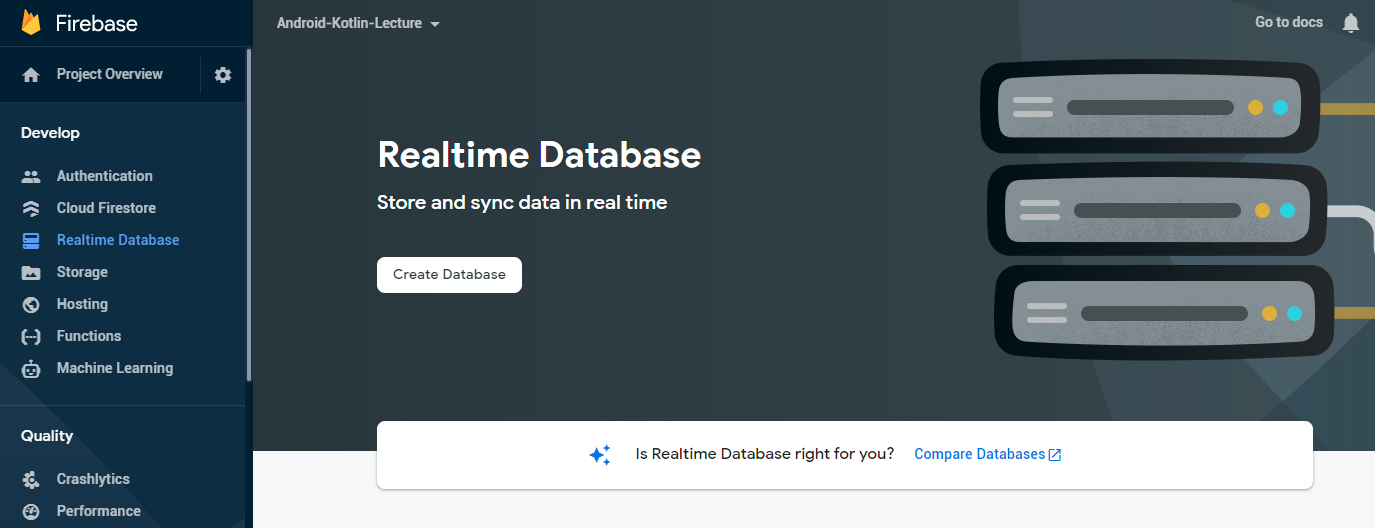 Firebase
Project Overview
Develop
Authentication
Cloud Firestore
Realtime Database
Storage
Hosting
Functions
Machine Learning
Quality
Crashlytics
Performance
Android-Kotlin-Lecture
Go to docs
Realtime Database
Store and sync data in real time
Create Database
Is Realtime Database right for you? Compare Databases